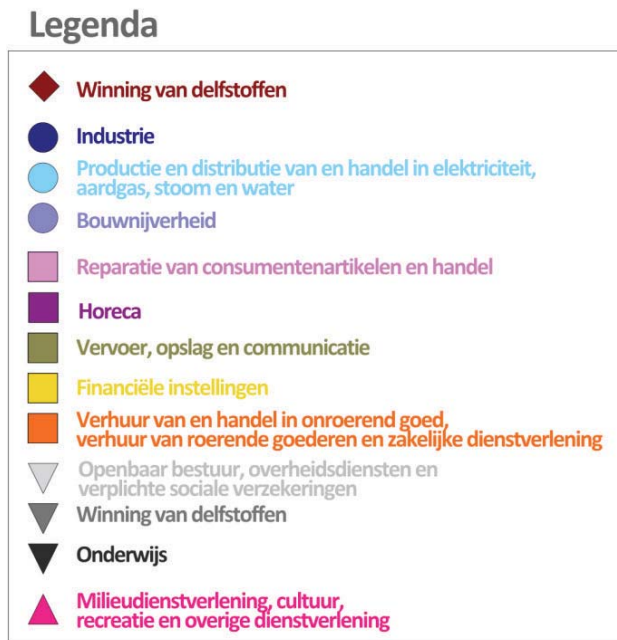 Legenda
Winning van delfstoffen
Industrie
Productie en distributie van en handel in elektriciteit,
aardgas, stoom en water
Bouwnijverheid
Reparatie van consumentenartikelen en handel
Horeca
Vervoer, opslag en communicatie
Financiële instellingen
Verhuur van en handel in onroerend goed,
verhuur van roerende goederen en zakelijke dienstverlening
Openbaar bestuur, overheidsdiensten en
verplichte sociale verzekeringen
Winning van delfstoffen
Onderwijs
Milieudienstverlening, cultuur,
recreatie en overige dienstverlening